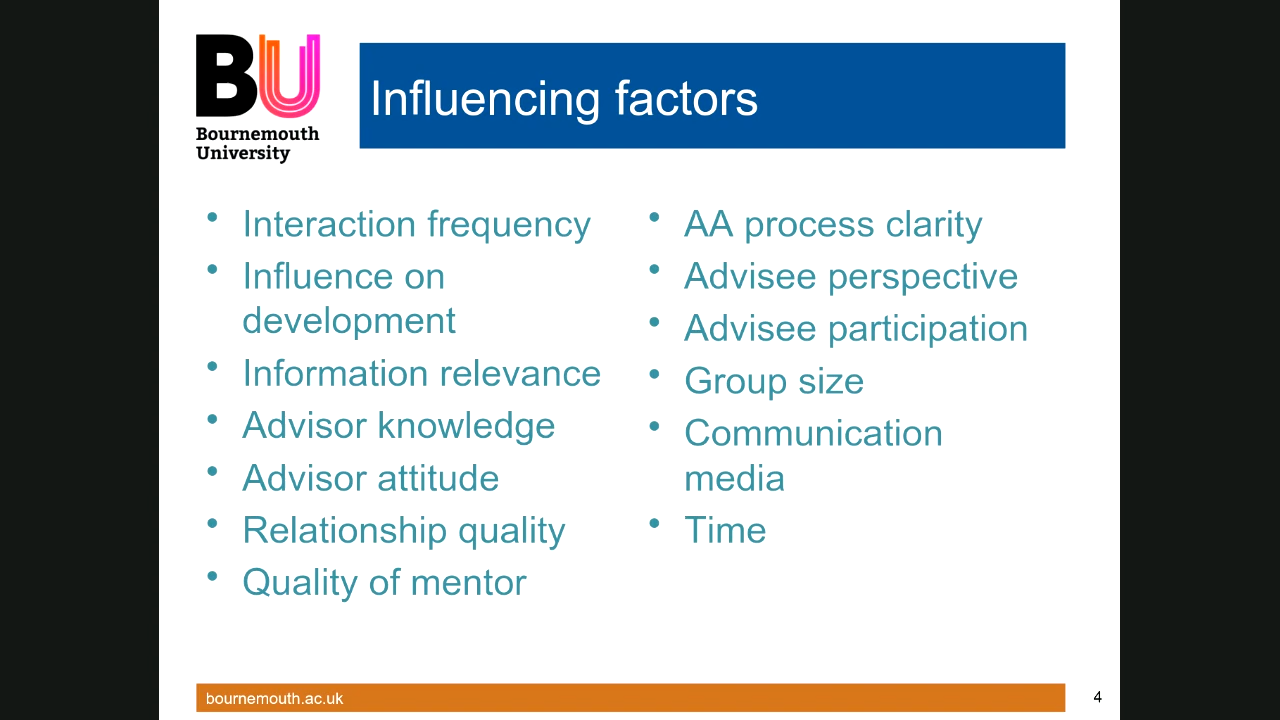 BU
Bournemouth
University
Influencing factors
• Interaction frequency
• Influence on
development
• Information relevance
• Advisor knowledge
• Advisor attitude
• Relationship quality
• Quality of mentor
• AA process clarity
• Advisee perspective
• Advisee participation
• Group size
• Communication
media
• Time
bournemouth.ac.uk
4